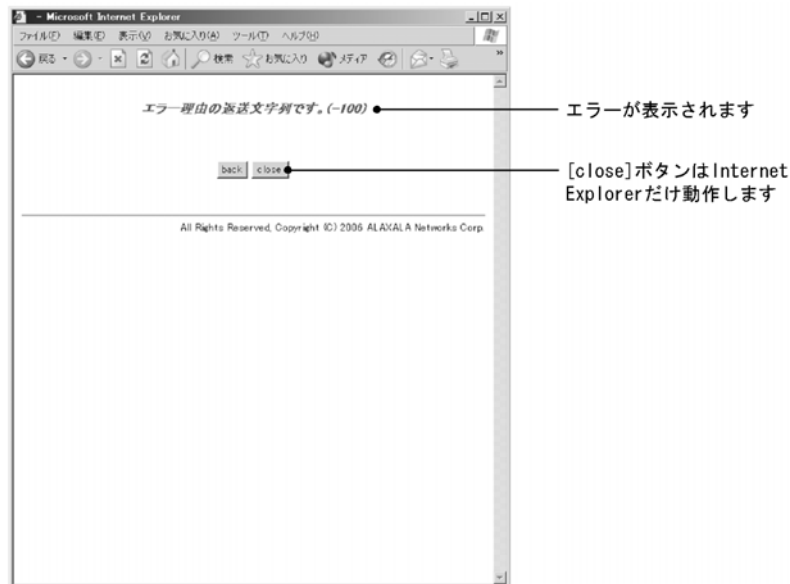 - Microsoft Internet Explorer
ファイル(F) 編集(E) 表示(V) お気に入り(A) ツール(T) ヘルプ(H)
戻る 検索 お気に入り メディア »
エラー理由の返送文字列です。(-100)
エラーが表示されます
back close
[close]ボタンはInternet
Explorerだけ動作します
All Rights Reserved, Copyright (C) 2006 ALAXALA Networks Corp.